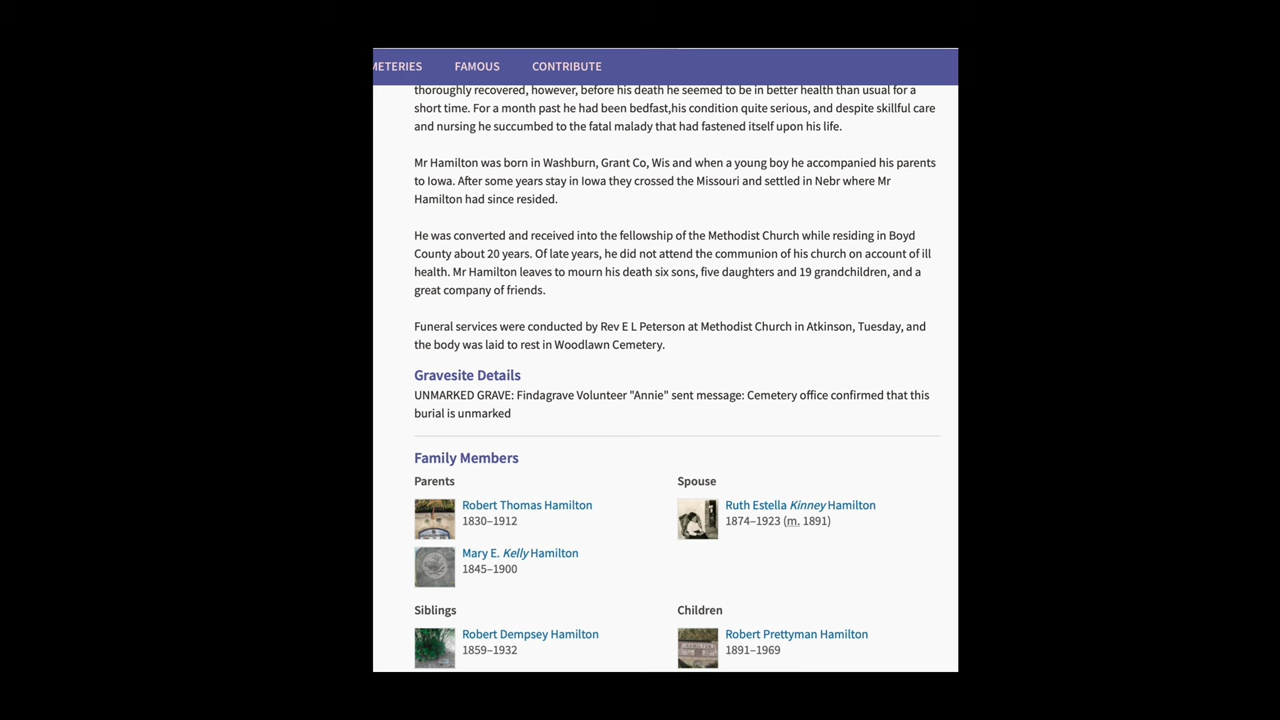 FAMOUS
CONTRIBUTE
thoroughly recovered, however, before his death he seemed to be in better health than usual for a
short time. For a month past he had been bedfast,his condition quite serious, and despite skillful care
and nursing he succumbed to the fatal malady that had fastened itself upon his life.
Mr Hamilton was born in Washburn, Grant Co, Wis and when a young boy he accompanied his parents
to Iowa. After some years stay in Iowa they crossed the Missouri and settled in Nebr where Mr
Hamilton had since resided.
He was converted and received into the fellowship of the Methodist Church while residing in Boyd
County about 20 years. Of late years, he did not attend the communion of his church on account of ill
health. Mr Hamilton leaves to mourn his death six sons, five daughters and 19 grandchildren, and a
great company of friends.
Funeral services were conducted by Rev E L Peterson at Methodist Church in Atkinson, Tuesday, and
the body was laid to rest in Woodlawn Cemetery.
Gravesite Details
UNMARKED GRAVE: Findagrave Volunteer "Annie" sent message: Cemetery office confirmed that this
burial is unmarked
Family Members
Parents
Robert Thomas Hamilton
1830–1912
Mary E. Kelly Hamilton
1845–1900
Spouse
Ruth Estella Kinney Hamilton
1874–1923 (m. 1891)
Siblings
Robert Dempsey Hamilton
1859–1932
Children
Robert Prettyman Hamilton
1891–1969